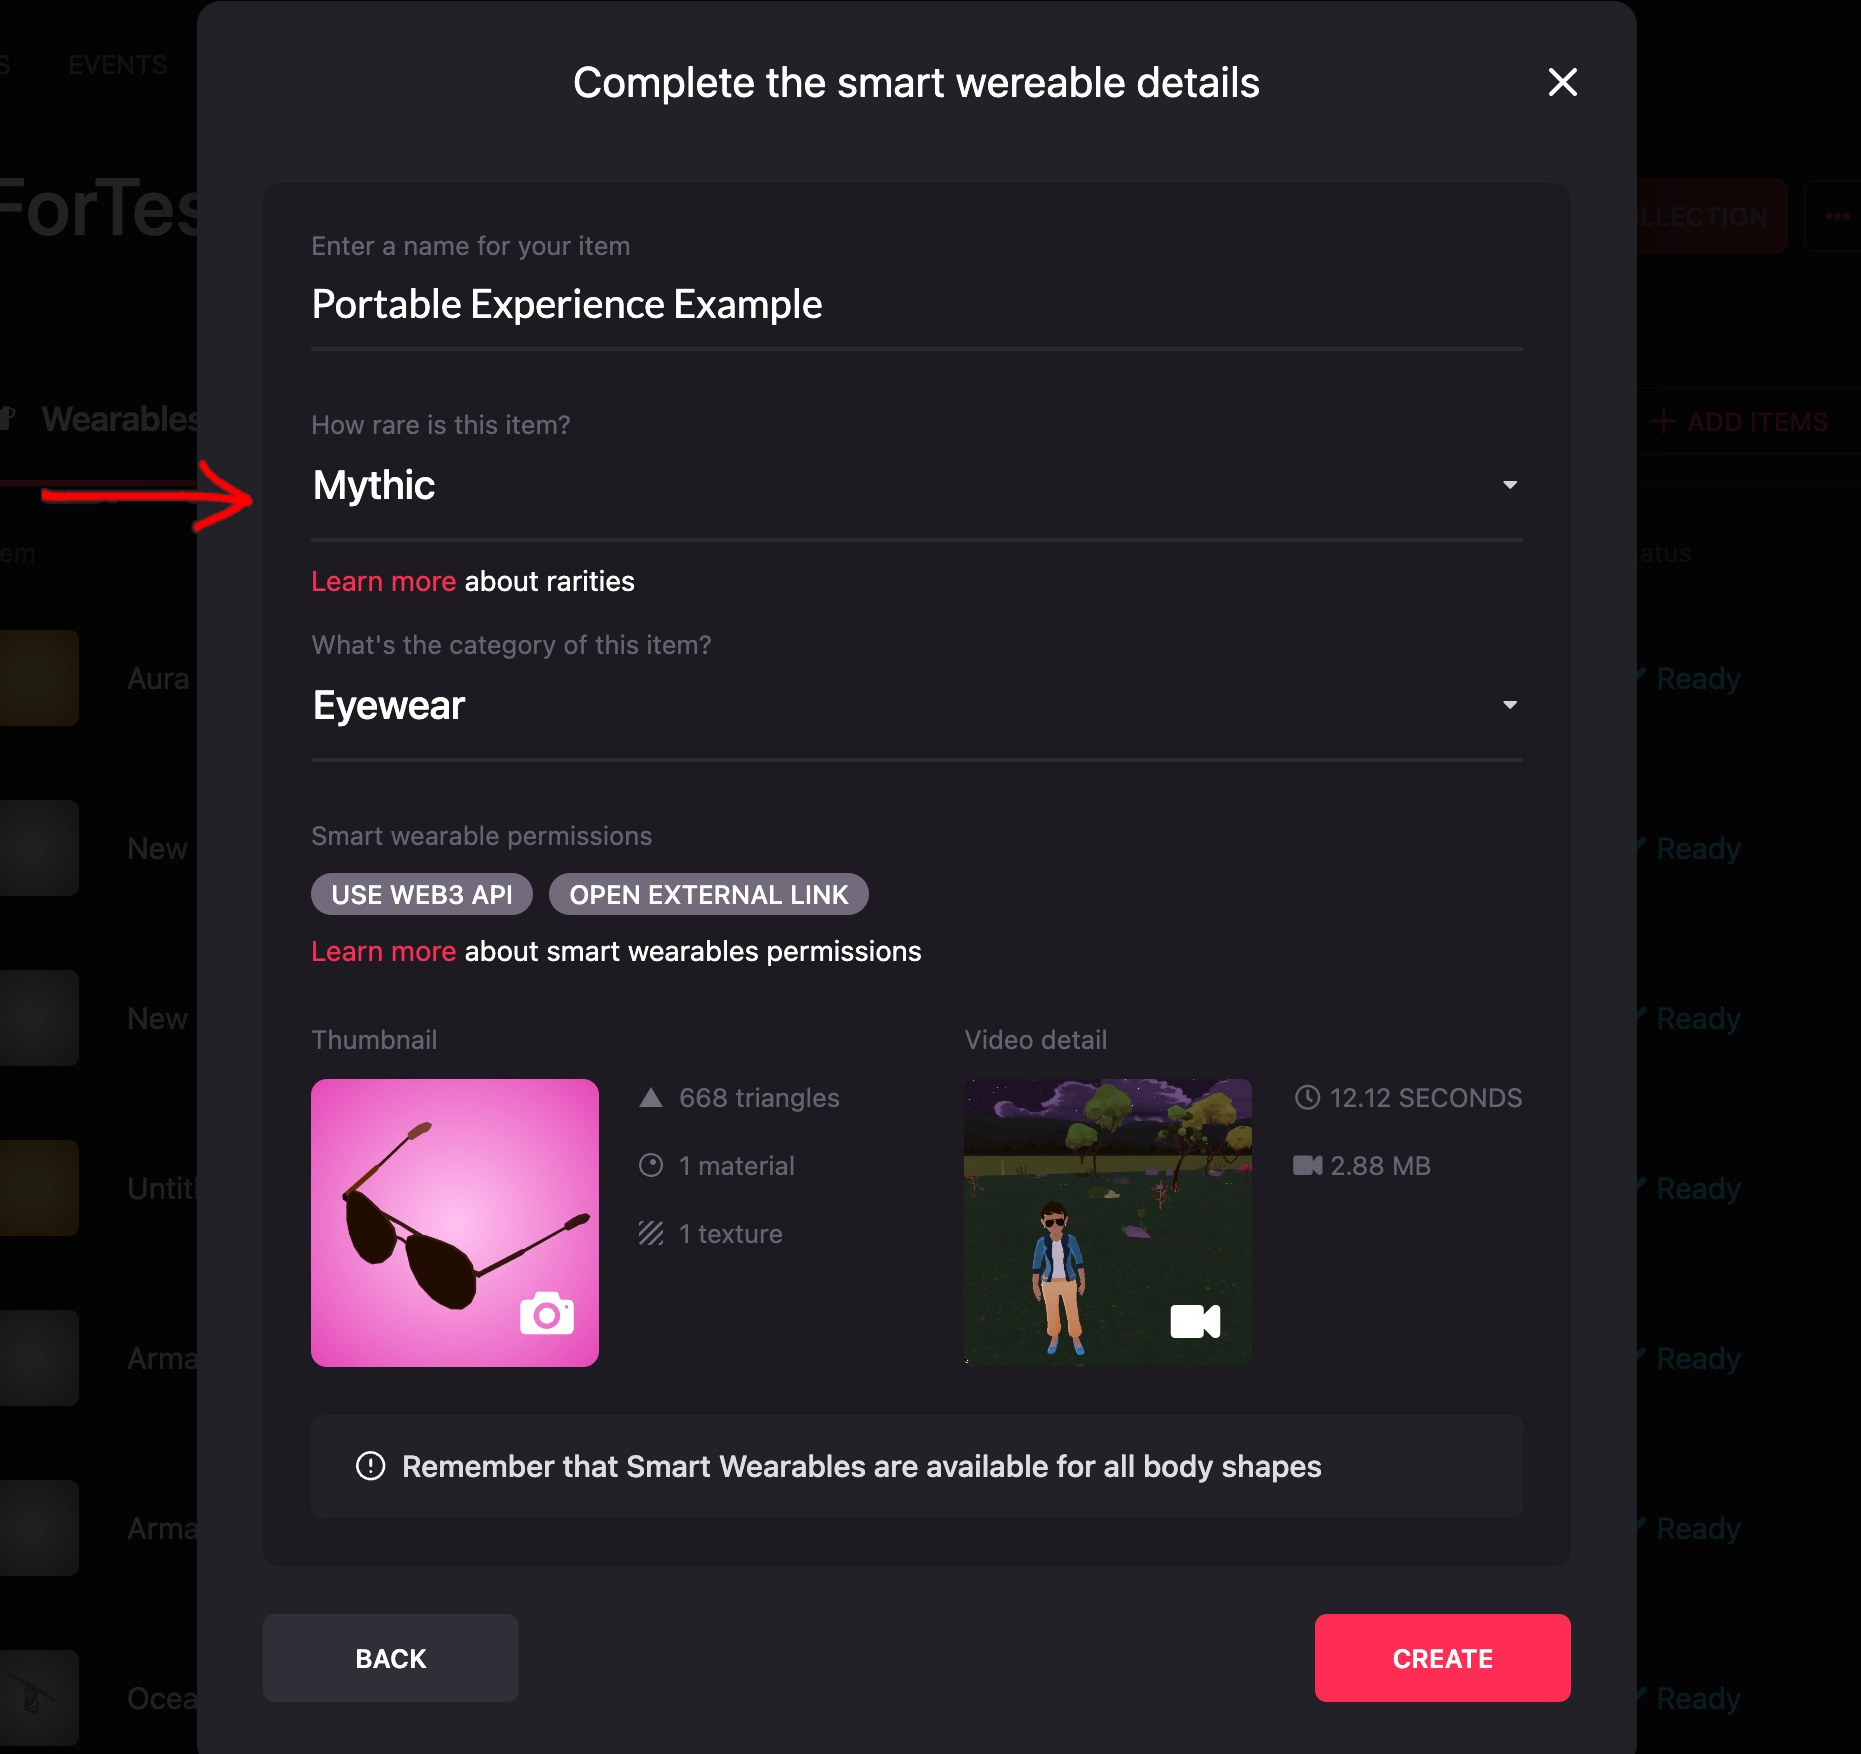 S EVENTS
Complete the smart wereable details
ForTes
LLECTION
Enter a name for your item
Portable Experience Example
How rare is this item?
Wearables
ADD ITEMS
Mythic
em
atus
Learn more about rarities
What's the category of this item?
Aura
Ready
Eyewear
Smart wearable permissions
New
Ready
USE WEB3 API OPEN EXTERNAL LINK
Learn more about smart wearables permissions
New
Ready
Thumbnail
Video detail
668 triangles
12.12 SECONDS
1 material
2.88 MB
Untitl
Ready
1 texture
Arma
Ready
Remember that Smart Wearables are available for all body shapes
Arma
Ready
BACK
CREATE
Ocea
Ready